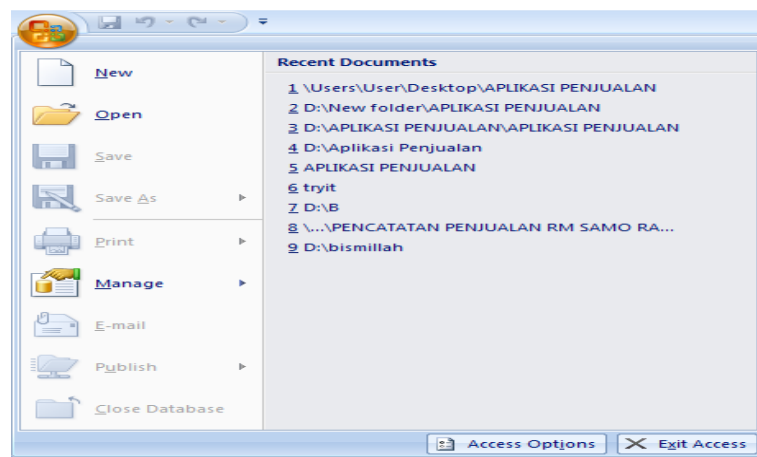 New
Open
Save
Save As
Print
Manage
E-mail
Publish
Close Database
Recent Documents
1 \Users\User\Desktop\APLIKASI PENJUALAN
2 D:\New folder\APLIKASI PENJUALAN
3 D:\APLIKASI PENJUALAN\APLIKASI PENJUALAN
4 D:\Aplikasi Penjualan
5 APLIKASI PENJUALAN
6 tryit
7 D:\B
8 \...\PENCATATAN PENJUALAN RM SAMO RA...
9 D:\bismillah
Access Options
Exit Access